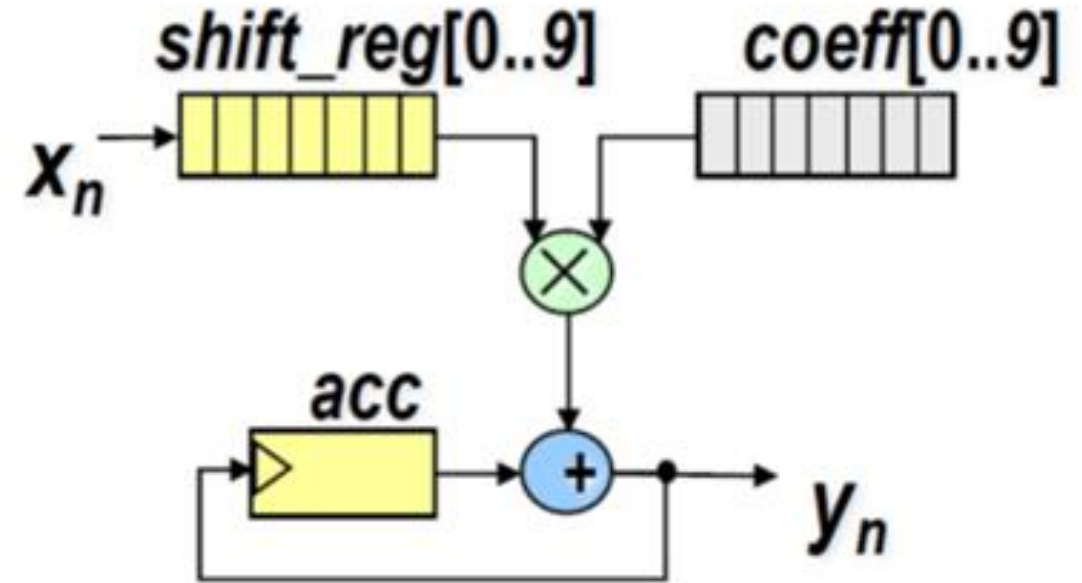 shift_reg[0..9]
coeff[0..9]
xn
×
acc
+
yn